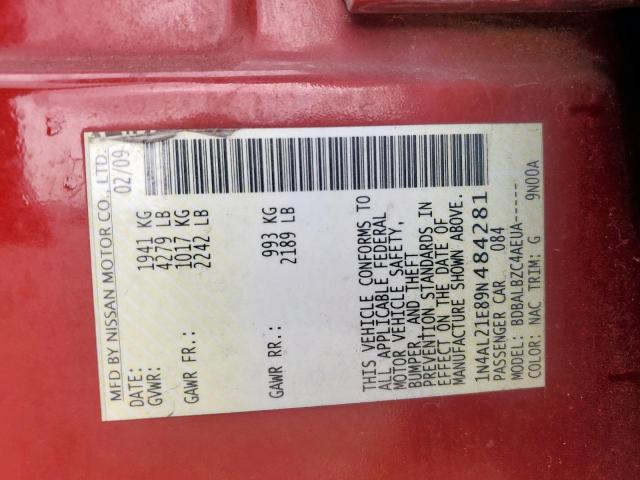 MFD BY NISSAN MOTOR CO., LTD.
DATE: 02/09
GVWR: 1941 KG
4279 LB
GAWR FR.: 1017 KG
2242 LB
GAWR RR.: 993 KG
2189 LB
THIS VEHICLE CONFORMS TO
ALL APPLICABLE FEDERAL
MOTOR VEHICLE SAFETY,
BUMPER, AND THEFT
PREVENTION STANDARDS IN
EFFECT ON THE DATE OF
MANUFACTURE SHOWN ABOVE.
1N4AL21E89N484281
PASSENGER CAR 084
MODEL: BDBALBZC4AEUA-----
COLOR: NAC TRIM: G 9N00A